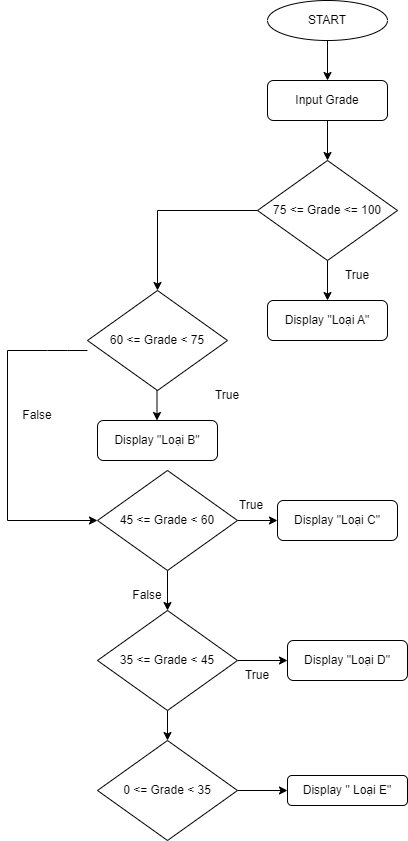 START
Input Grade
75 <= Grade <= 100
True
Display "Loại A"
60 <= Grade < 75
True
False
Display "Loại B"
45 <= Grade < 60
True
Display "Loại C"
False
35 <= Grade < 45
True
Display "Loại D"
0 <= Grade < 35
Display " Loại E"